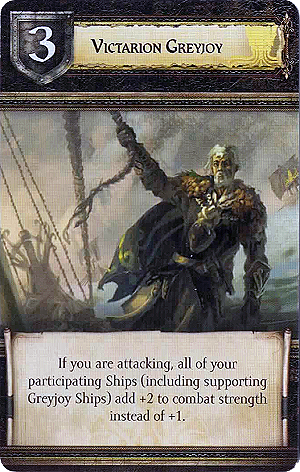 3
Victarion Greyjoy
If you are attacking, all of your
participating Ships (including supporting
Greyjoy Ships) add +2 to combat strength
instead of +1.